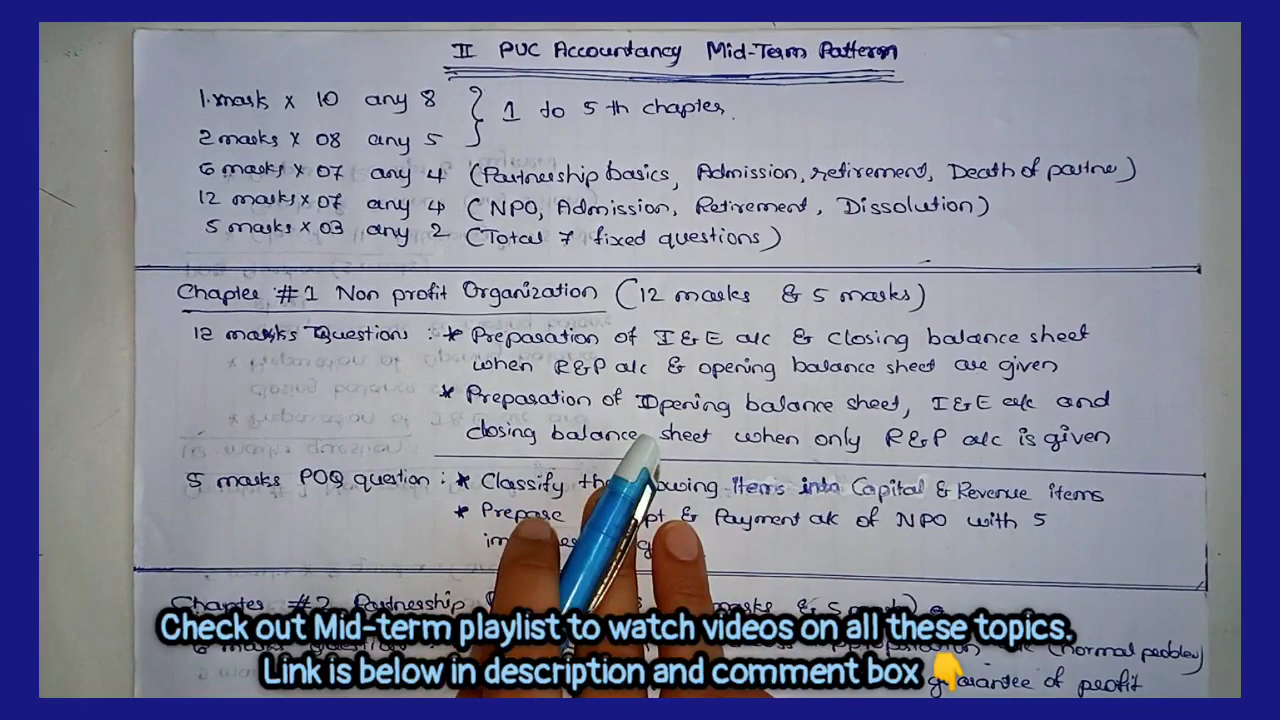 II PUC Accountancy Mid-Term Pattern
1 mark x 10 any 8 } 1 to 5 th chapter.
2 marks x 08 any 5
6 marks x 07 any 4 (Partnership basics, Admission, retirement, Death of partner)
12 marks x 07 any 4 (NPO, Admission, Retirement, Dissolution)
5 marks x 03 any 2 (Total 7 fixed questions)
Chapter #1 Non profit Organization (12 marks & 5 marks)
12 marks Question : * Preparation of I & E a/c & closing balance sheet
when R&P a/c & opening balance sheet are given
* Preparation of Opening balance sheet, I & E a/c and
closing balance sheet when only R&P a/c is given
5 marks POQ question : * Classify the items into Capital & Revenue items
* Prepare & Payment a/c of NPO with 5
Chapter #2 Partnership marks & 5
(normal problem)
guarantee of profit
Check out Mid-term playlist to watch videos on all these topics.
Link is below in description and comment box 👇